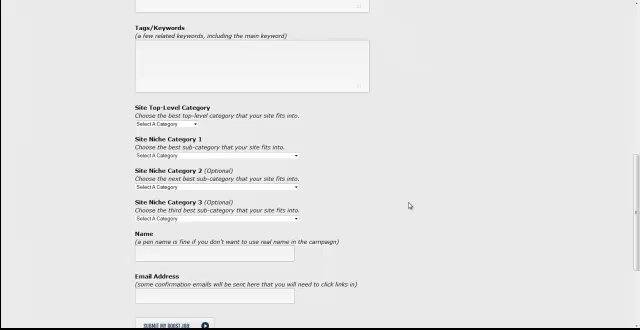 Tags/Keywords
(a few related keywords, including the main keyword)
Site Top-Level Category
Choose the best top-level category that your site fits into.
Select A Category
Site Niche Category 1
Choose the best sub-category that your site fits into.
Select A Category
Site Niche Category 2 (Optional)
Choose the next best sub-category that your site fits into.
Select A Category
Site Niche Category 3 (Optional)
Choose the third best sub-category that your site fits into.
Select A Category
Name
(a pen name is fine if you don't want to use real name in the campaign)
Email Address
(some confirmation emails will be sent here that you will need to click links in)
SUBMIT MY BOOST JOB